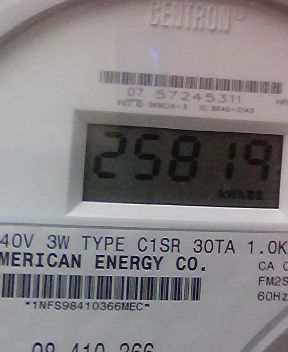 CENTRON
07 57245311
25819
kWh
40V 3W TYPE C1SR 30TA 1.0K
MERICAN ENERGY CO.
CA
FM2S
60Hz
*1NFS98410366MEC*
98 410 366